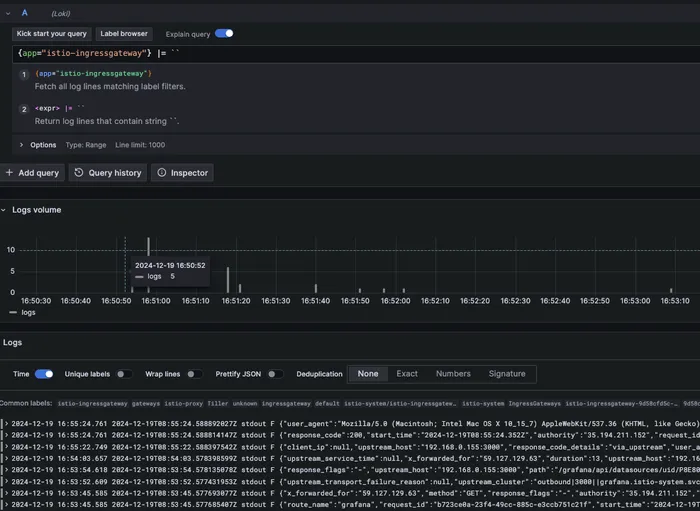 A (Loki)
Kick start your query Label browser Explain query
{app="istio-ingressgateway"} |= ``
1 {app="istio-ingressgateway"}
Fetch all log lines matching label filters.
2 <expr> |= ``
Return log lines that contain string ``.
Options Type: Range Line limit: 1000
+ Add query Query history Inspector
Logs volume
10
5
0
2024-12-19 16:50:52
logs 5
16:50:30 16:50:40 16:50:50 16:51:00 16:51:10 16:51:20 16:51:30 16:51:40 16:51:50 16:52:00 16:52:10 16:52:20 16:52:30 16:52:40 16:52:50 16:53:00 16:53:10
logs
Logs
Time Unique labels Wrap lines Prettify JSON Deduplication None Exact Numbers Signature
Common labels: istio-ingressgateway gateways istio-proxy filler unknown ingressgateway default istio-system/istio-ingressgatew… istio-system IngressGateways istio-ingressgateway-9d58cfd5c-…
> 2024-12-19 16:55:24.761 2024-12-19T08:55:24.588892027Z stdout F {"user_agent":"Mozilla/5.0 (Macintosh; Intel Mac OS X 10_15_7) AppleWebKit/537.36 (KHTML, like Gecko)
> 2024-12-19 16:55:24.761 2024-12-19T08:55:24.588814147Z stdout F {"response_code":200,"start_time":"2024-12-19T08:55:24.352Z","authority":"35.194.211.152","request_id
> 2024-12-19 16:55:22.749 2024-12-19T08:55:22.588397542Z stdout F {"client_ip":null,"upstream_host":"192.168.0.155:3000","response_code_details":"via_upstream","user_a
> 2024-12-19 16:54:03.657 2024-12-19T08:54:03.578398599Z stdout F {"upstream_service_time":null,"x_forwarded_for":"59.127.129.63","duration":13,"upstream_host":"192.16
> 2024-12-19 16:53:54.618 2024-12-19T08:53:54.578135078Z stdout F {"response_flags":"-","upstream_host":"192.168.0.155:3000","path":"/grafana/api/datasources/uid/P8E8
> 2024-12-19 16:53:52.606 2024-12-19T08:53:52.577431953Z stdout F {"upstream_transport_failure_reason":null,"upstream_cluster":"outbound|3000||grafana.istio-system.svc
> 2024-12-19 16:53:45.585 2024-12-19T08:53:45.577693077Z stdout F {"x_forwarded_for":"59.127.129.63","method":"GET","response_flags":"-","authority":"35.194.211.152",
> 2024-12-19 16:53:45.585 2024-12-19T08:53:45.577685407Z stdout F {"route_name":"grafana","request_id":"b723ce0a-23f4-49cc-885c-e3ccb751c21f","start_time":"2024-12-19T